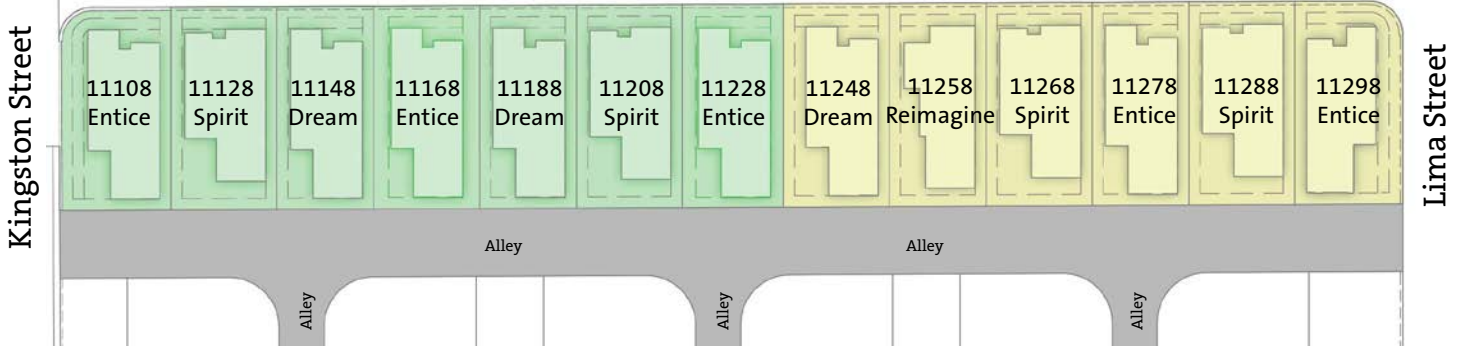 Kingston Street
11108
Entice
11128
Spirit
11148
Dream
11168
Entice
11188
Dream
11208
Spirit
11228
Entice
11248
Dream
11258
Reimagine
11268
Spirit
11278
Entice
11288
Spirit
11298
Entice
Lima Street
Alley
Alley
Alley
Alley
Alley